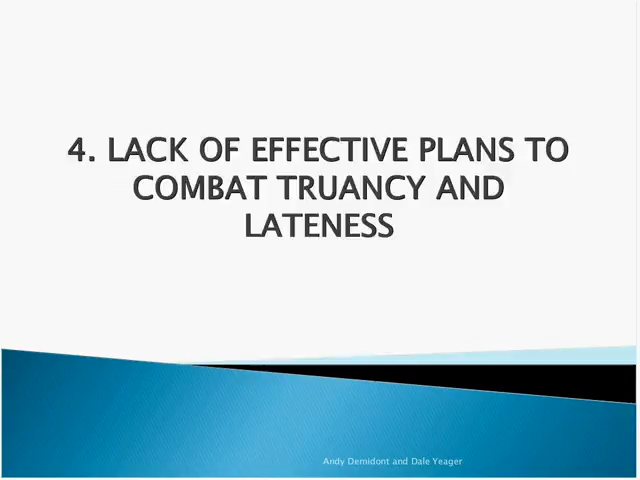 4. LACK OF EFFECTIVE PLANS TO
COMBAT TRUANCY AND
LATENESS
Andy Demidont and Dale Yeager